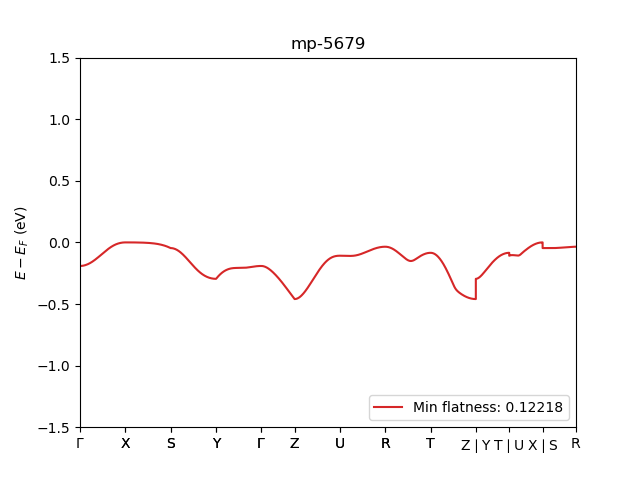 mp-5679
1.5
1.0
0.5
0.0
−0.5
−1.0
−1.5
E − E_F (eV)
Min flatness: 0.12218
Γ X S Y Γ Z U R T Z | Y T | U X | S R